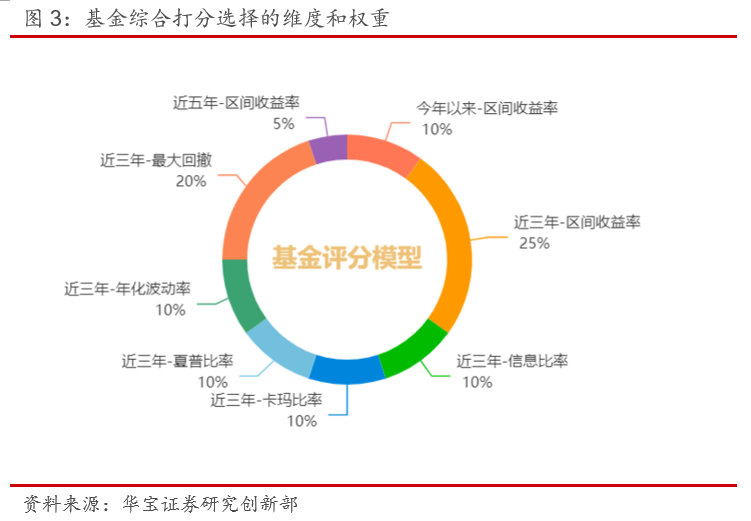 图 3：基金综合打分选择的维度和权重
近五年-区间收益率
5%
今年以来-区间收益率
10%
近三年-最大回撤
20%
近三年-区间收益率
25%
基金评分模型
近三年-年化波动率
10%
近三年-夏普比率
10%
近三年-信息比率
10%
近三年-卡玛比率
10%
资料来源：华宝证券研究创新部